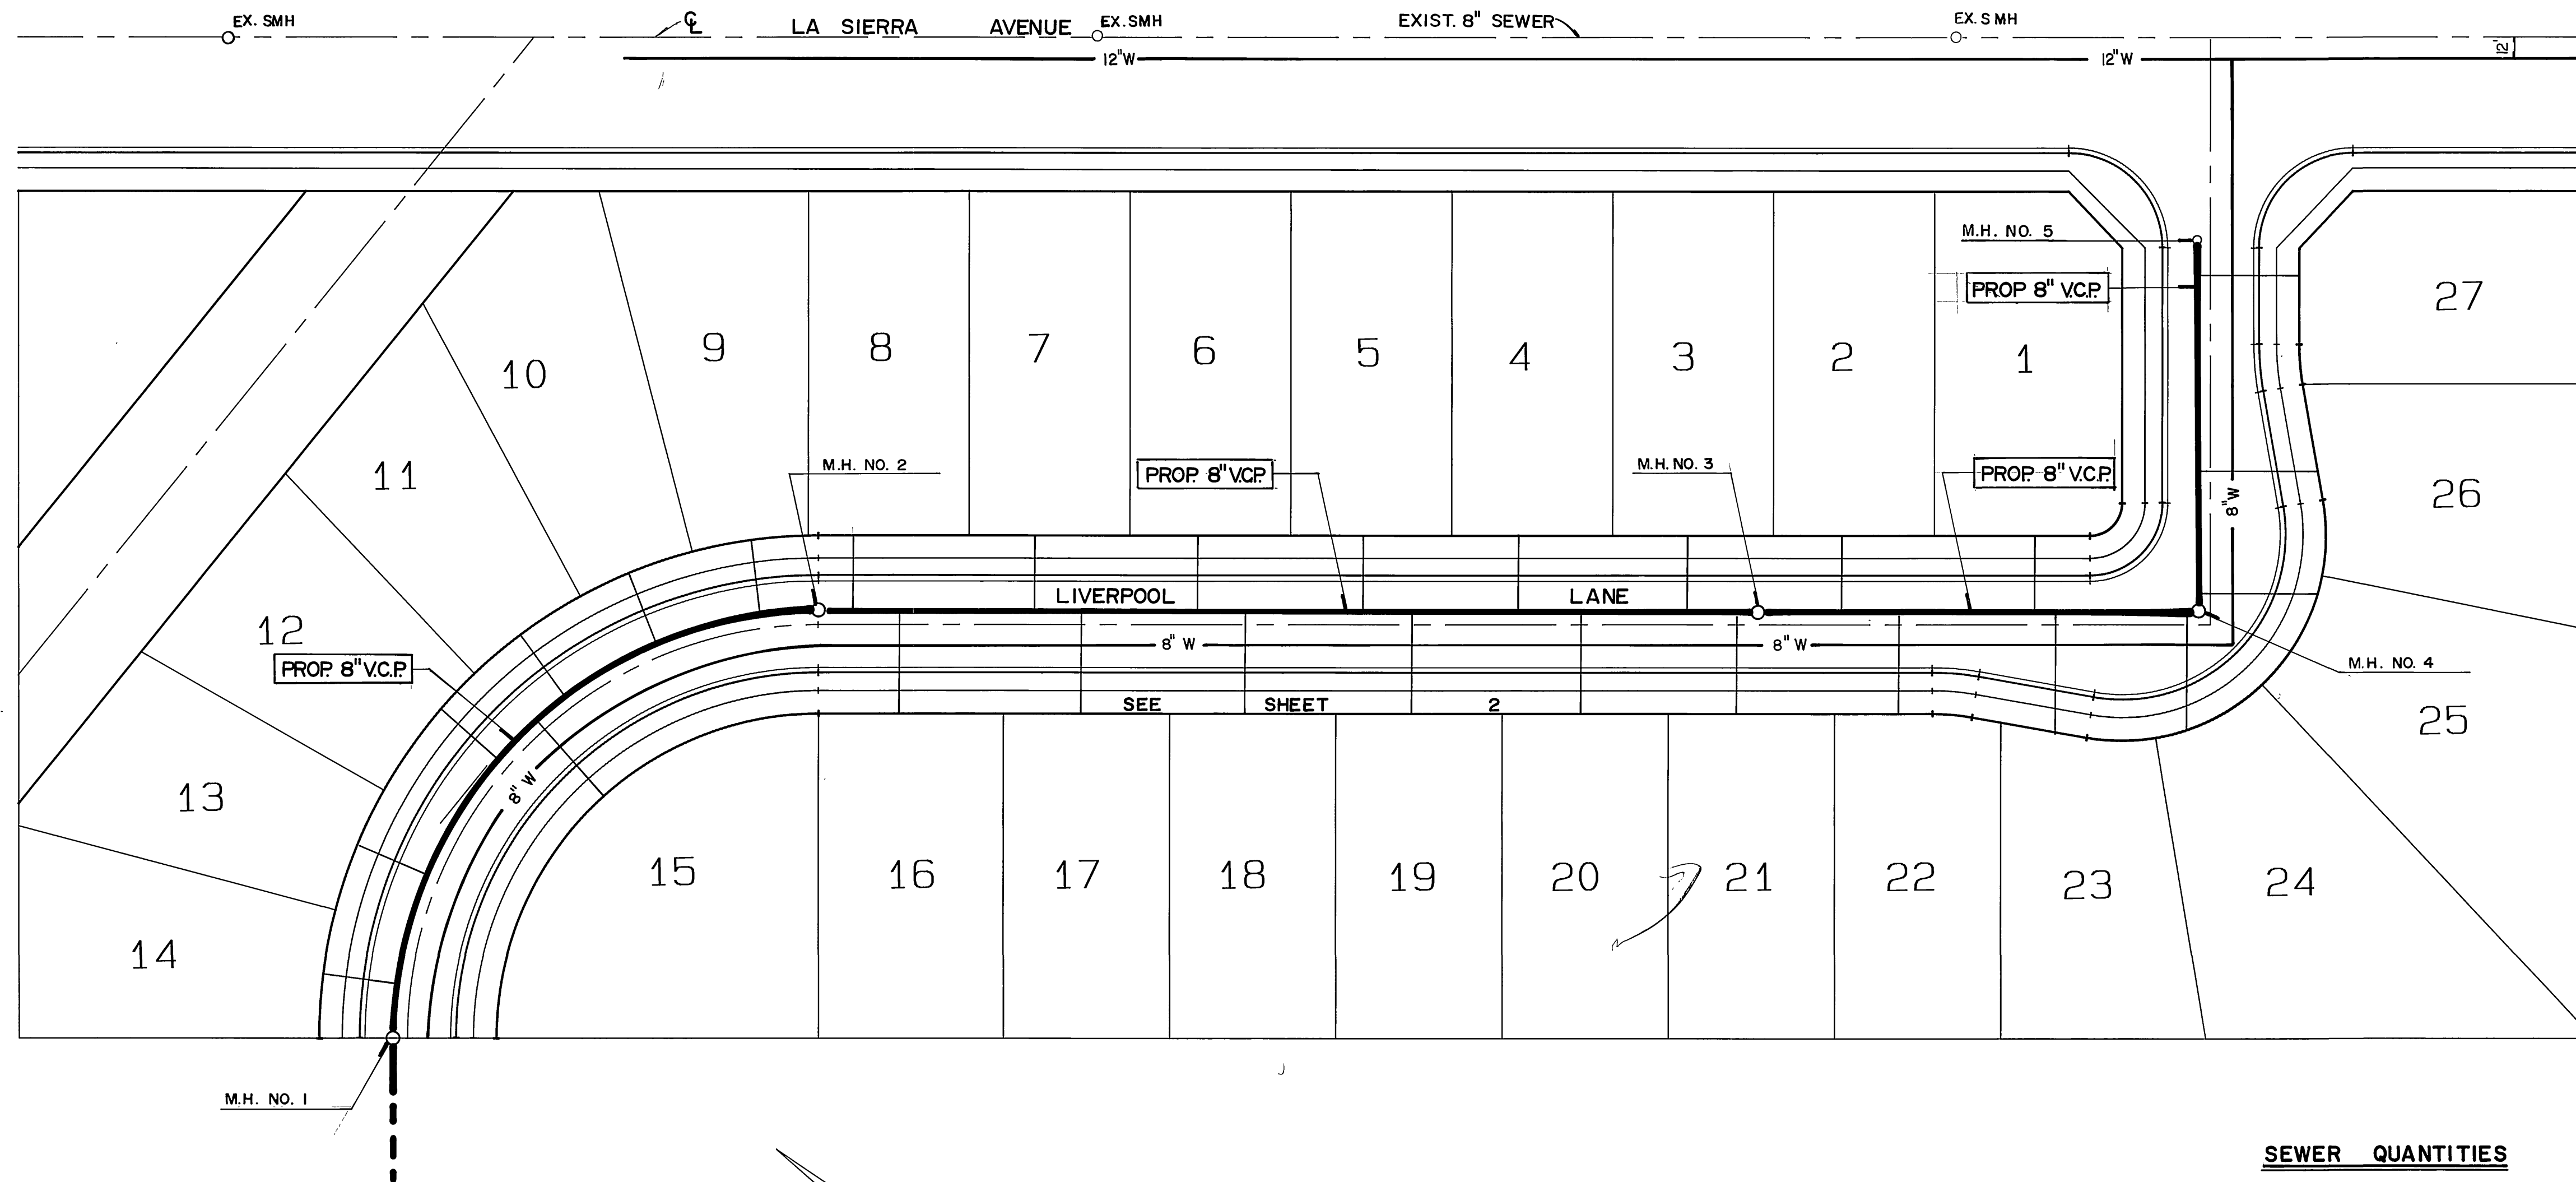 EX. SMH
℄
LA SIERRA AVENUE
EX. SMH
EXIST. 8" SEWER
EX. SMH
12"W
12"W
12'
M.H. NO. 5
PROP. 8" V.C.P.
27
10
9
8
7
6
5
4
3
2
1
11
M.H. NO. 2
PROP. 8" V.C.P.
M.H. NO. 3
PROP. 8" V.C.P.
8"W
26
LIVERPOOL LANE
12
PROP. 8" V.C.P.
8" W
8" W
M.H. NO. 4
SEE SHEET 2
25
13
8" W
15
16
17
18
19
20
21
22
23
24
14
M.H. NO. 1
SEWER QUANTITIES